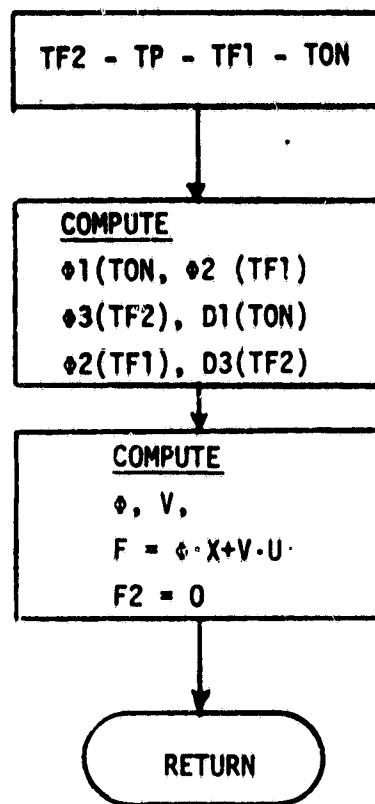 TF2 - TP - TF1 - TON
COMPUTE
Φ1(TON, Φ2 (TF1)
Φ3(TF2), D1(TON)
Φ2(TF1), D3(TF2)
COMPUTE
Φ, V,
F = Φ·X+V·U
F2 = 0
RETURN